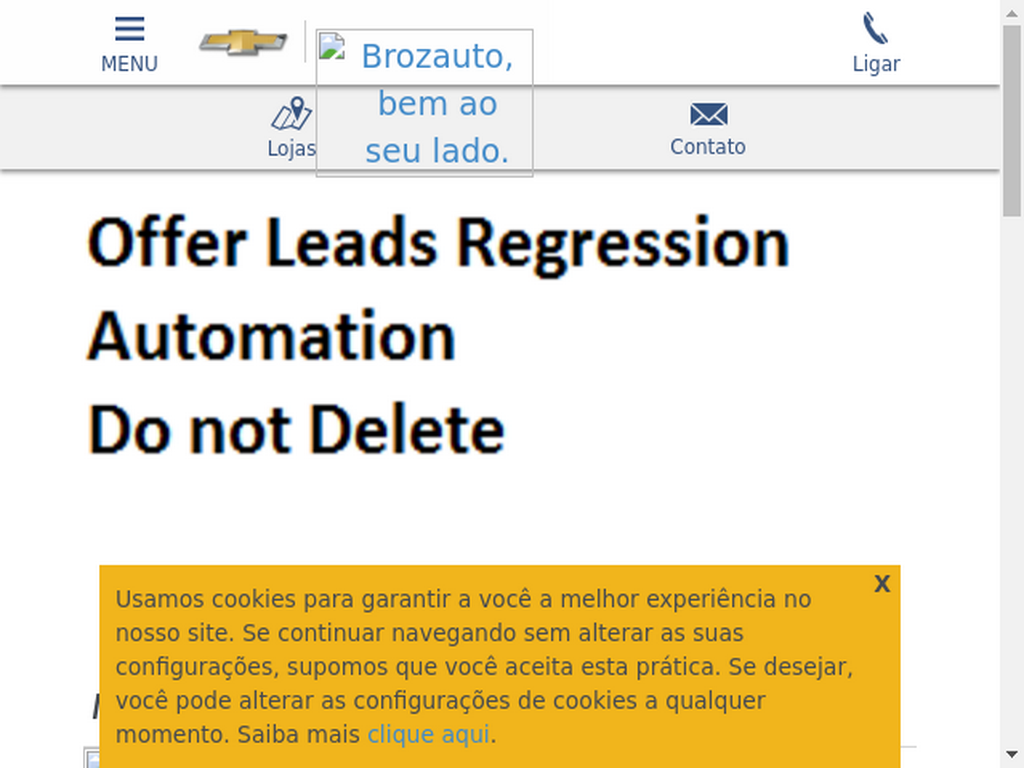 MENU
Brozauto,
bem ao
seu lado.
Ligar
Lojas
Contato
Offer Leads Regression
Automation
Do not Delete
X
Usamos cookies para garantir a você a melhor experiência no
nosso site. Se continuar navegando sem alterar as suas
configurações, supomos que você aceita esta prática. Se desejar,
você pode alterar as configurações de cookies a qualquer
momento. Saiba mais clique aqui.